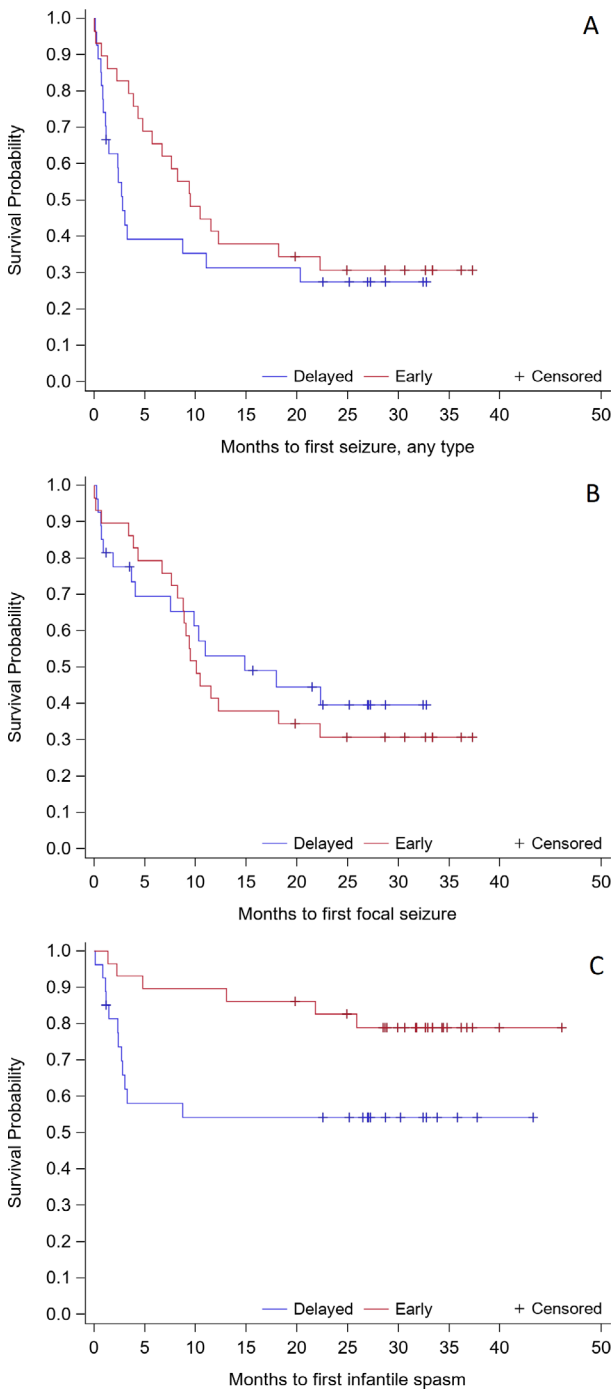 A
1.0
0.9
0.8
0.7
0.6
0.5
0.4
0.3
0.2
0.1
0.0
Survival Probability
Delayed Early + Censored
0 5 10 15 20 25 30 35 40 50
Months to first seizure, any type
B
1.0
0.9
0.8
0.7
0.6
0.5
0.4
0.3
0.2
0.1
0.0
Survival Probability
Delayed Early + Censored
0 5 10 15 20 25 30 35 40 50
Months to first focal seizure
C
1.0
0.9
0.8
0.7
0.6
0.5
0.4
0.3
0.2
0.1
0.0
Survival Probability
Delayed Early + Censored
0 5 10 15 20 25 30 35 40 50
Months to first infantile spasm